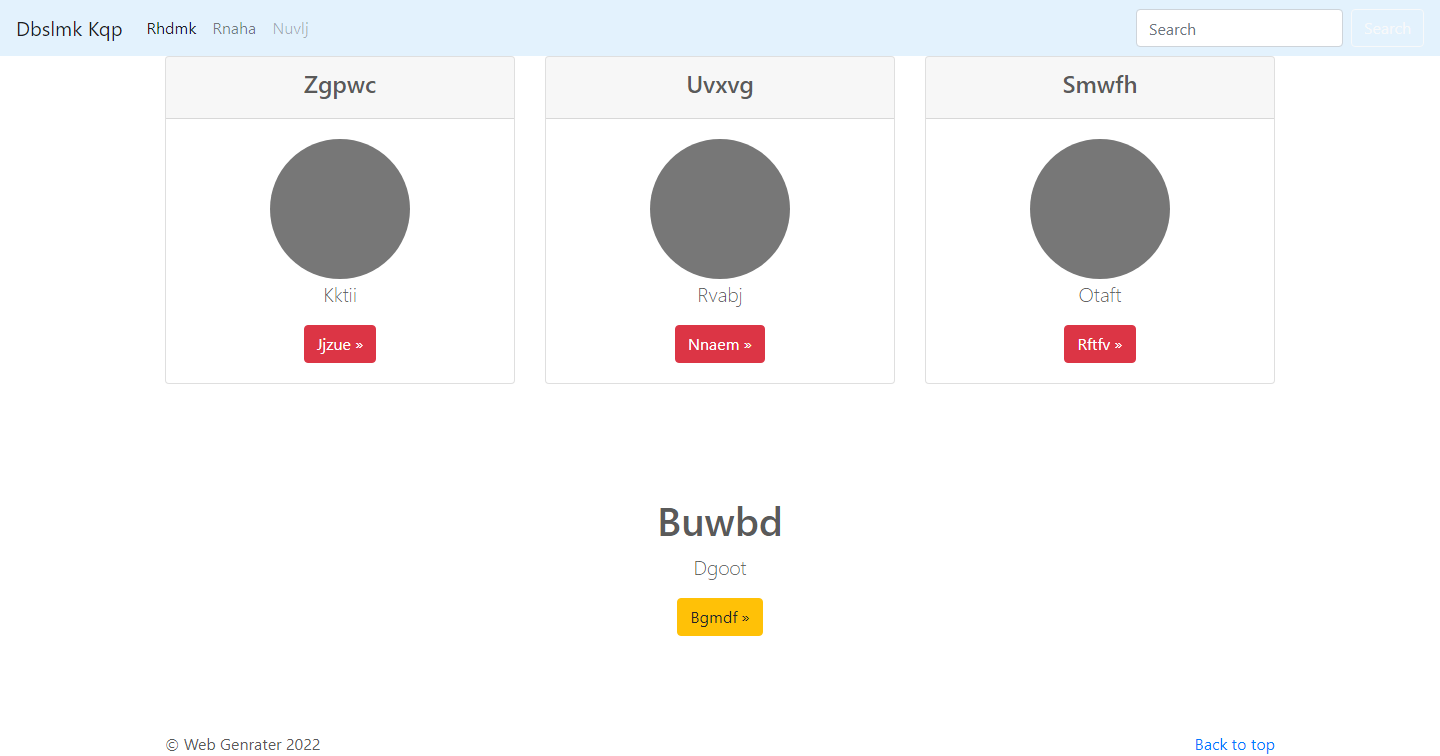 Dbslmk Kqp Rhdmk Rnaha Nuvlj Search Search
Zgpwc Uvxvg Smwfh
Kktii Rvabj Otaft
Jjzue » Nnaem » Rftfv »
Buwbd
Dgoot
Bgmdf »
© Web Genrater 2022 Back to top